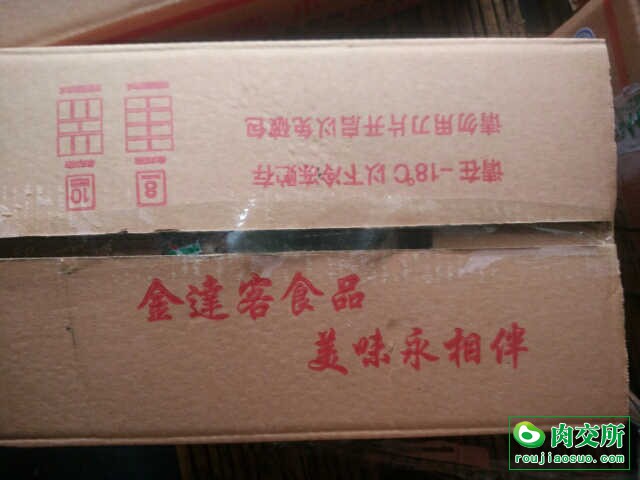 请在-18℃以下冷冻贮存
请勿用刀片开启以免破包
8
10
金達客食品
美味永相伴
肉交所
roujiaosuo.com